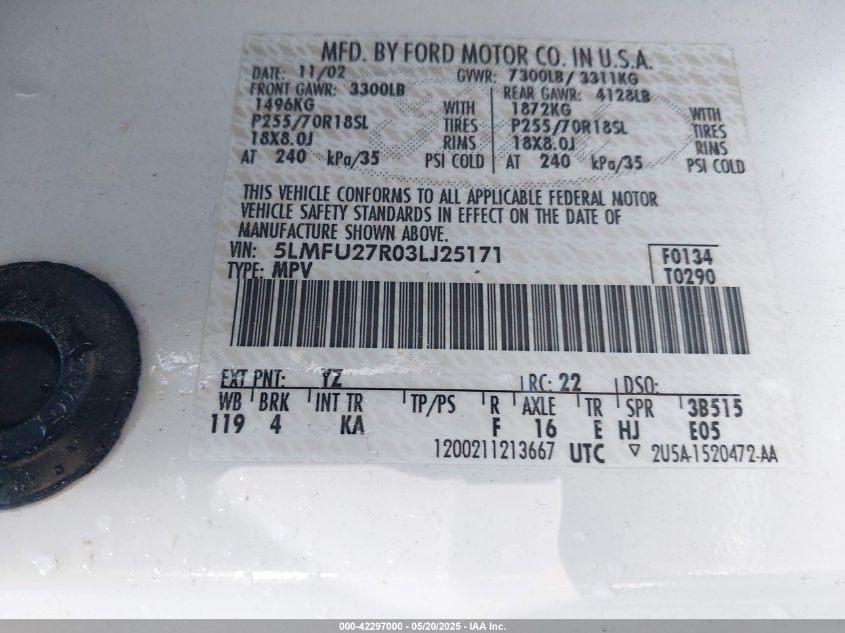 MFD. BY FORD MOTOR CO. IN U.S.A.
DATE: 11/02 GVWR: 7300LB/ 3311KG
FRONT GAWR: 3300LB REAR GAWR: 4128LB
1496KG WITH 1872KG WITH
P255/70R18SL TIRES P255/70R18SL TIRES
18X8.0J RIMS 18X8.0J RIMS
AT 240 kPa/35 PSI COLD AT 240 kPa/35 PSI COLD
THIS VEHICLE CONFORMS TO ALL APPLICABLE FEDERAL MOTOR
VEHICLE SAFETY STANDARDS IN EFFECT ON THE DATE OF
MANUFACTURE SHOWN ABOVE.
VIN: 5LMFU27R03LJ25171 F0134
TYPE: MPV T0290
EXT PNT: YZ RC: 22 DSO:
WB BRK INT TR TP/PS R AXLE TR SPR 3B515
119 4 KA F 16 E HJ E05
1200211213667 UTC ▽ 2U5A-1520472-AA
000-42297000 — 05/20/2025 — IAA Inc.